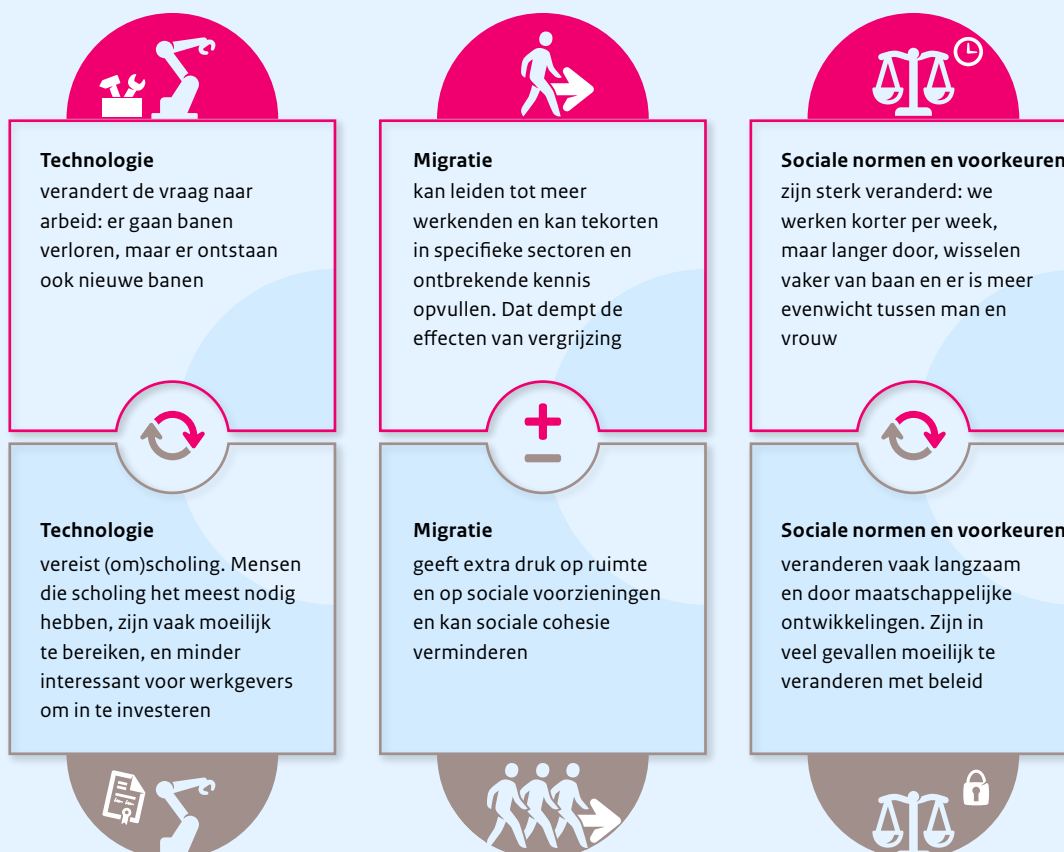 Technologie
verandert de vraag naar
arbeid: er gaan banen
verloren, maar er ontstaan
ook nieuwe banen
Migratie
kan leiden tot meer
werkenden en kan tekorten
in specifieke sectoren en
ontbrekende kennis
opvullen. Dat dempt de
effecten van vergrijzing
Sociale normen en voorkeuren
zijn sterk veranderd: we
werken korter per week,
maar langer door, wisselen
vaker van baan en er is meer
evenwicht tussen man en
vrouw
Technologie
vereist (om)scholing. Mensen
die scholing het meest nodig
hebben, zijn vaak moeilijk
te bereiken, en minder
interessant voor werkgevers
om in te investeren
Migratie
geeft extra druk op ruimte
en op sociale voorzieningen
en kan sociale cohesie
verminderen
Sociale normen en voorkeuren
veranderen vaak langzaam
en door maatschappelijke
ontwikkelingen. Zijn in
veel gevallen moeilijk te
veranderen met beleid